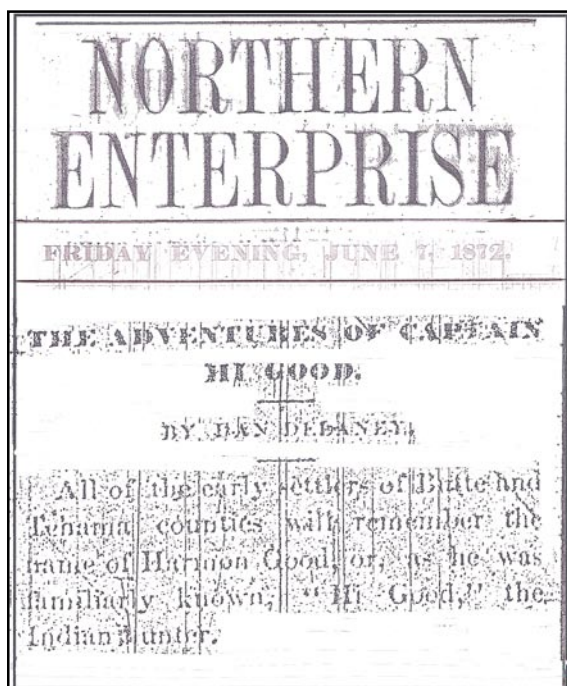 NORTHERN
ENTERPRISE
FRIDAY EVENING, JUNE 7, 1872.
THE ADVENTURES OF CAPTAIN
HI GOOD.
BY DAN DELANEY.
All of the early settlers of Butte and
Tehama counties will remember the
name of Harmon Good, or, as he was
familiarly known, "Hi Good," the
Indian hunter.